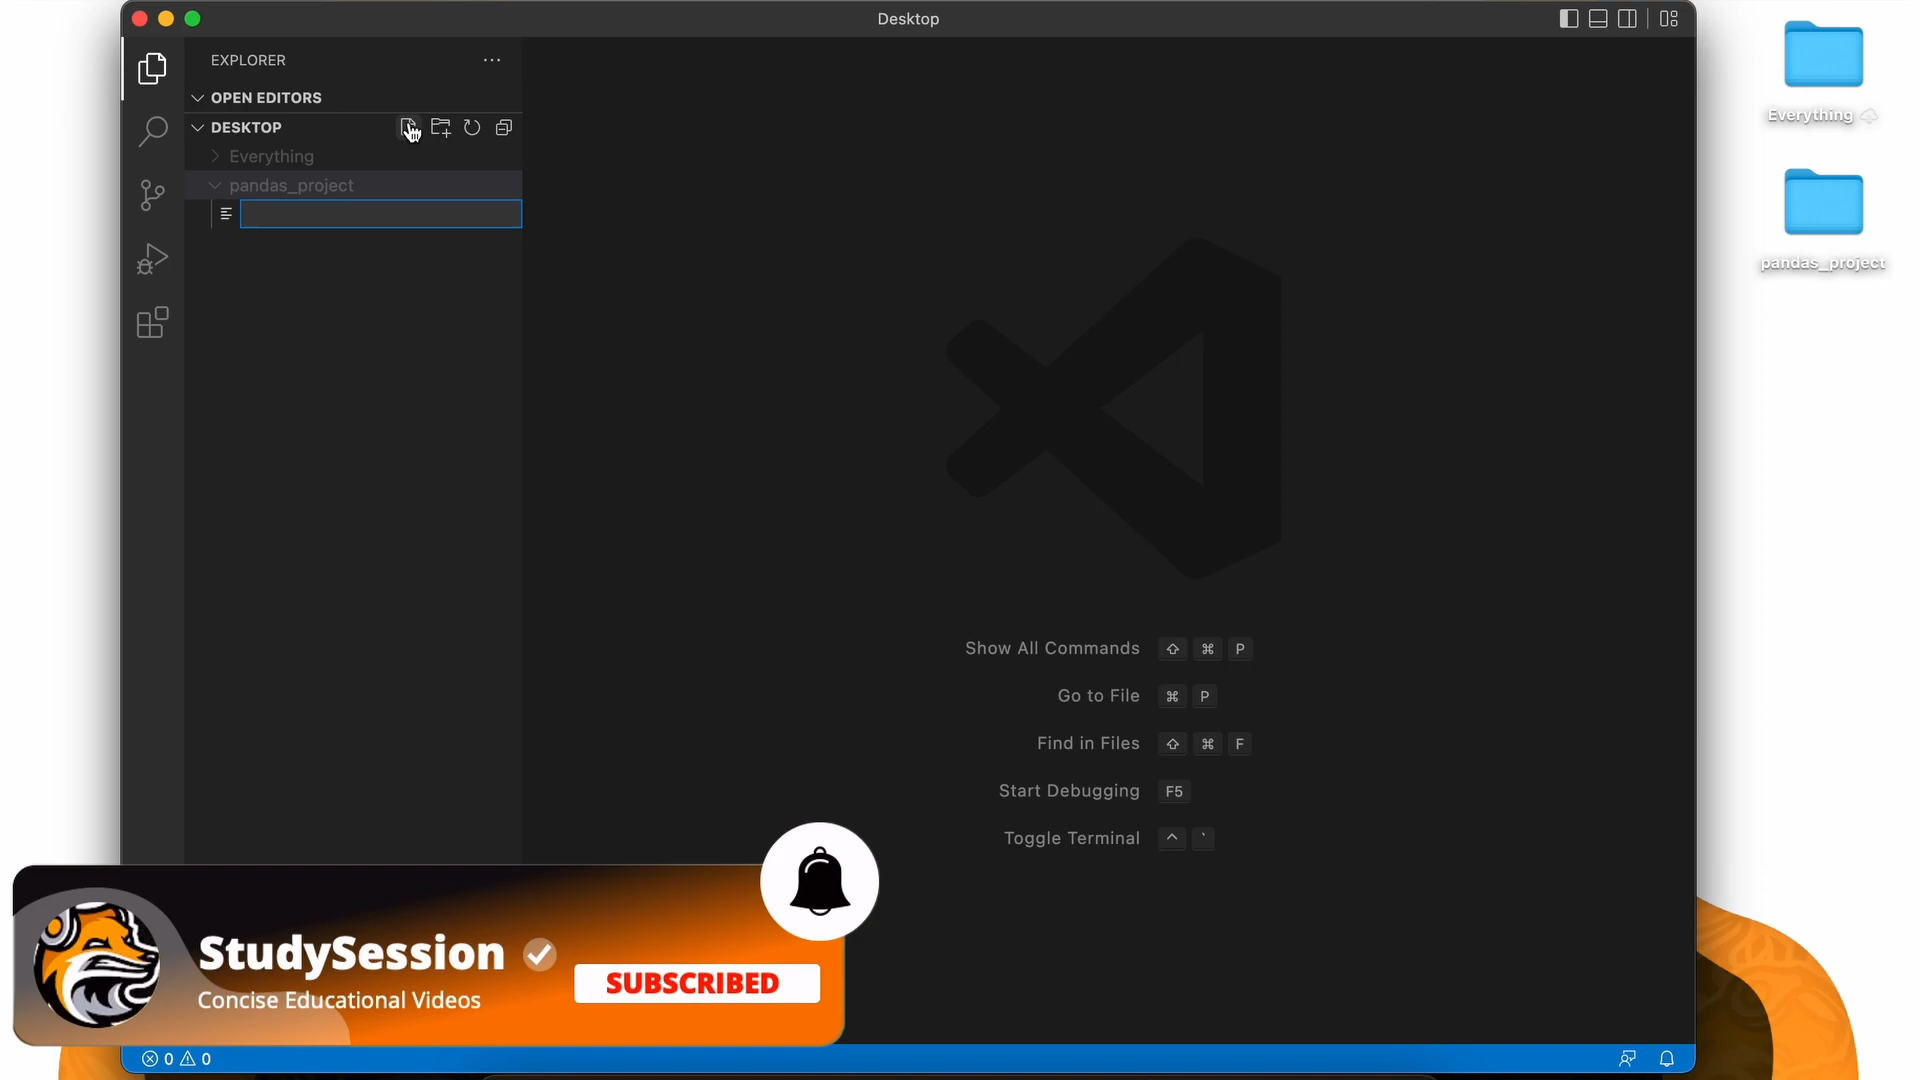 Desktop
EXPLORER
OPEN EDITORS
DESKTOP
Everything
pandas_project
Show All Commands ⇧ ⌘ P
Go to File ⌘ P
Find in Files ⇧ ⌘ F
Start Debugging F5
Toggle Terminal ^ `
Everything
pandas_project
StudySession
Concise Educational Videos
SUBSCRIBED
0 0